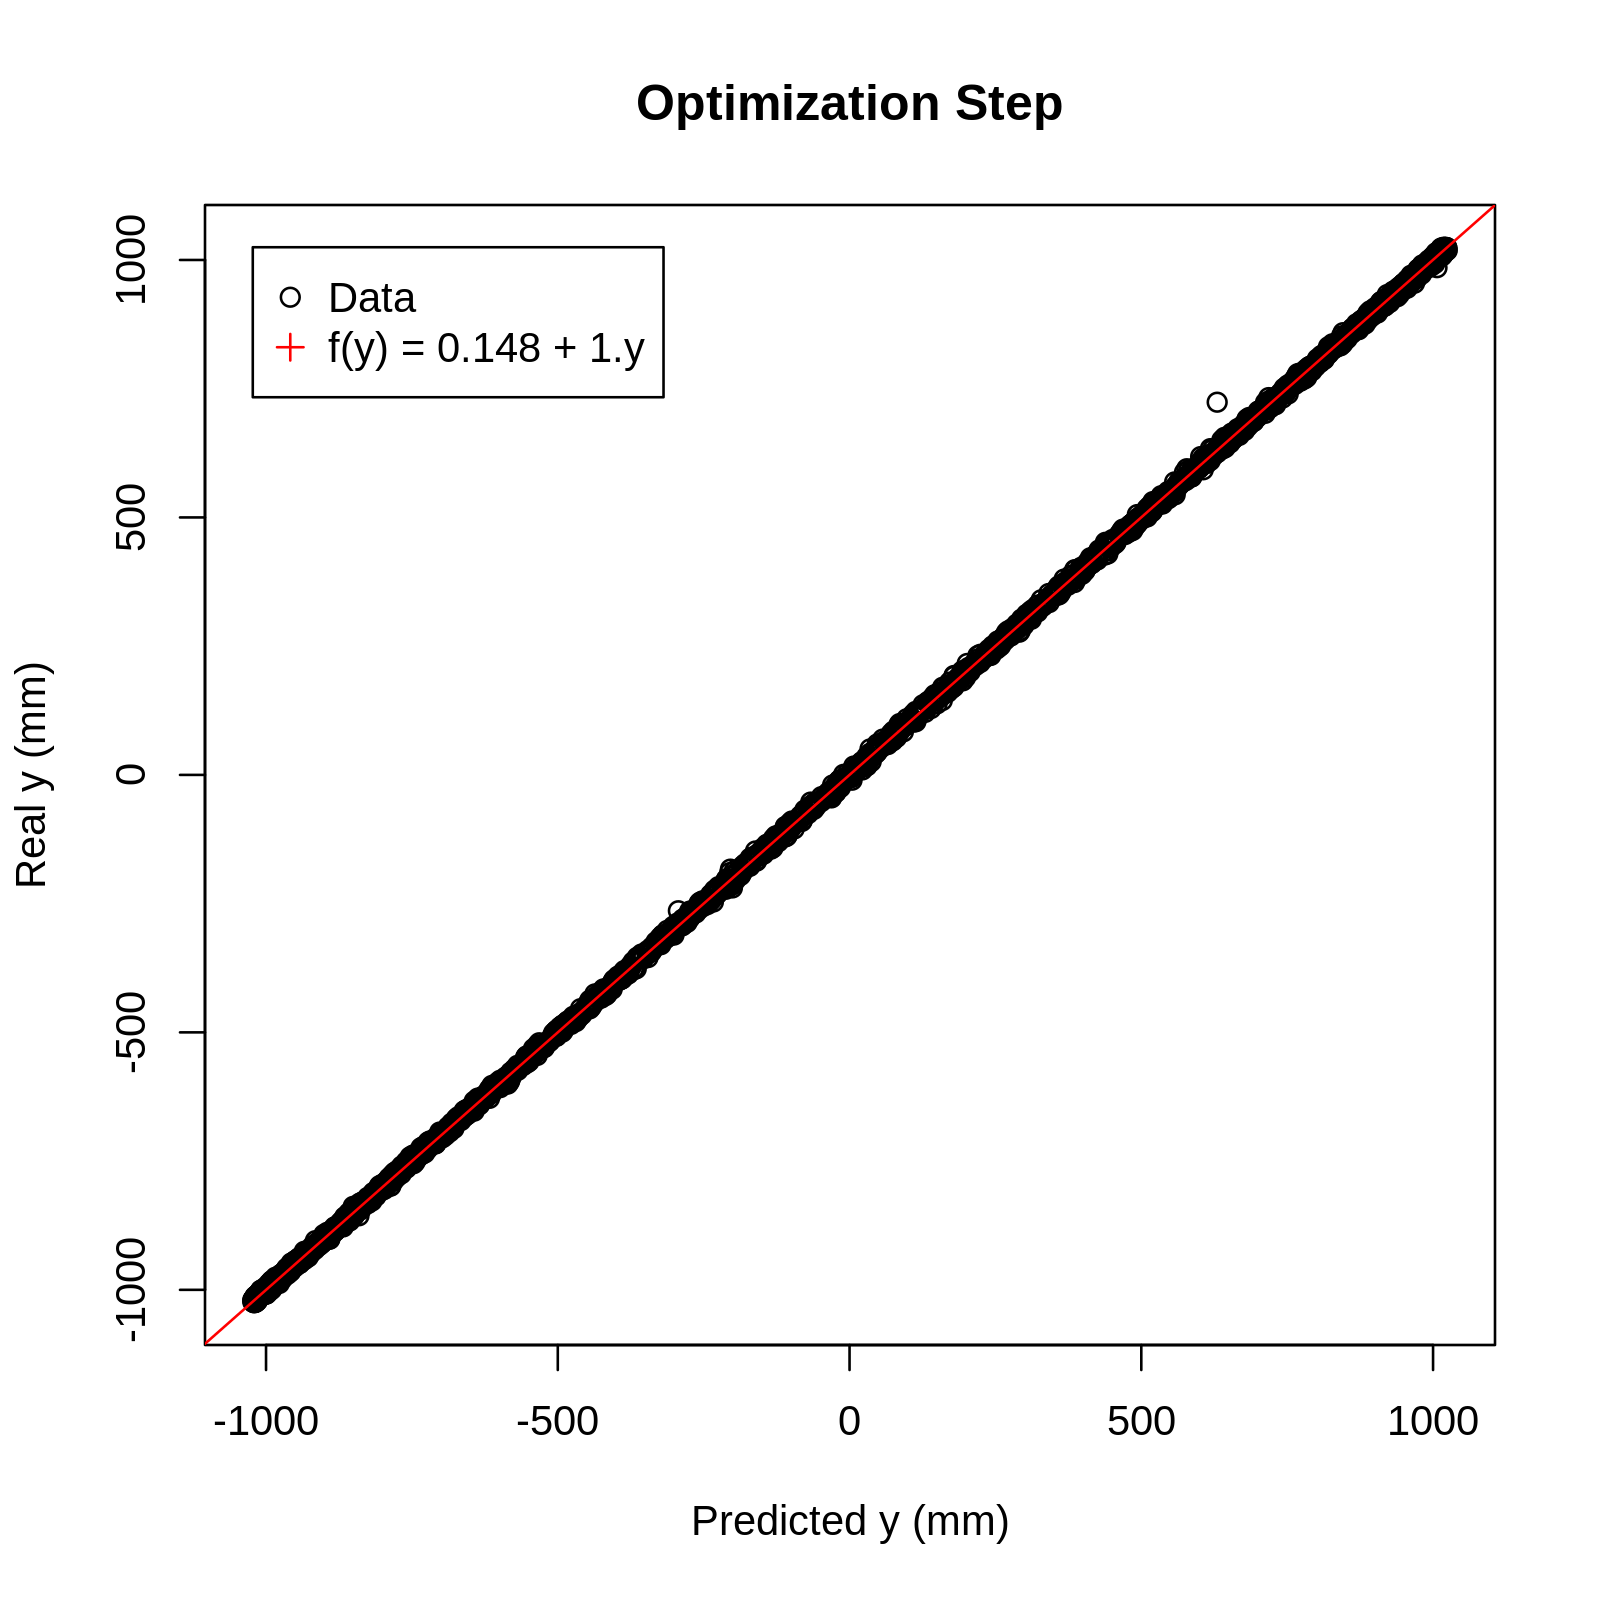 Optimization Step
Data
f(y) = 0.148 + 1.y
1000
500
0
-500
-1000
Real y (mm)
-1000
-500
0
500
1000
Predicted y (mm)